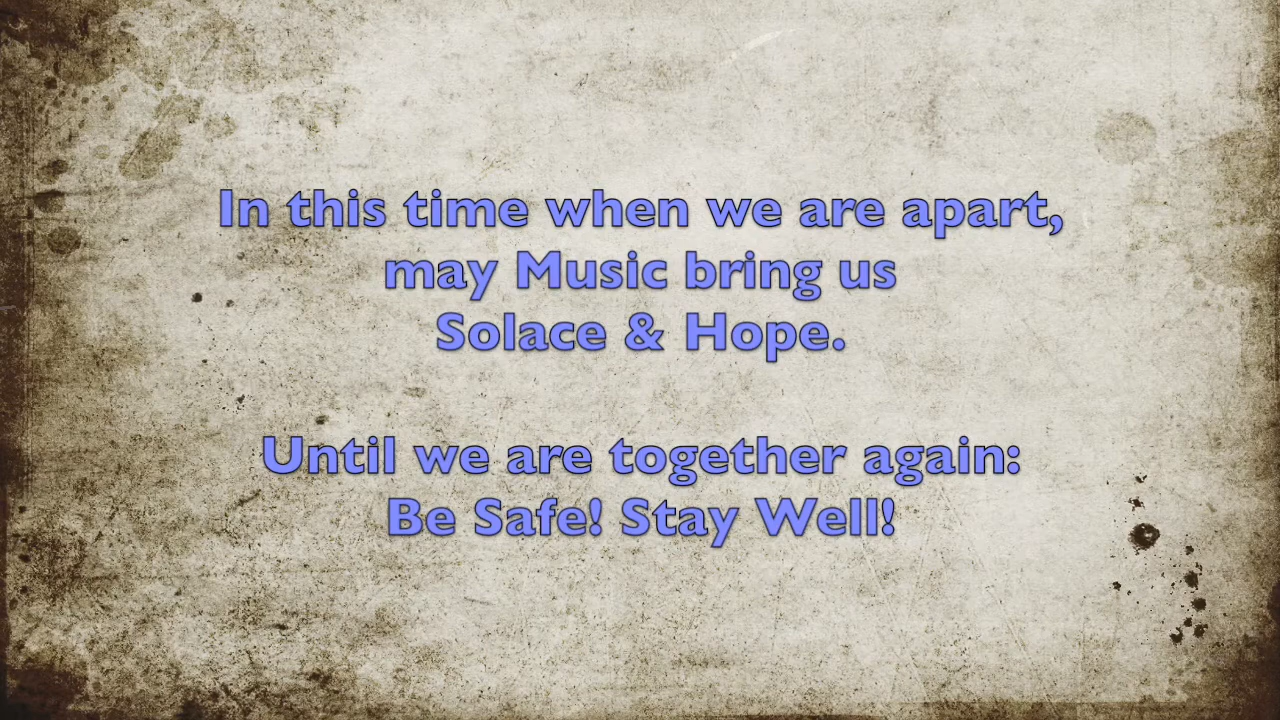 In this time when we are apart,
may Music bring us
Solace & Hope.
Until we are together again:
Be Safe! Stay Well!